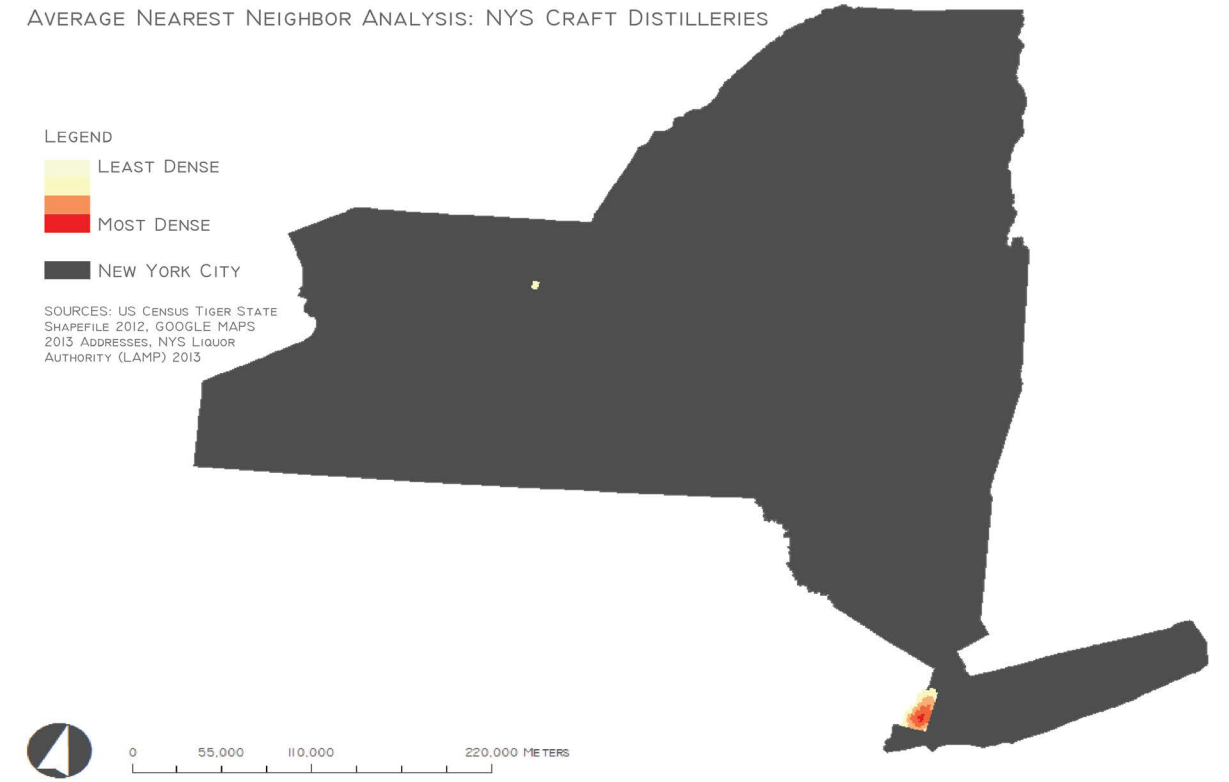 Average Nearest Neighbor Analysis: NYS Craft Distilleries
Legend
Least Dense
Most Dense
New York City
SOURCES: US Census Tiger State
Shapefile 2012, GOOGLE MAPS
2013 Addresses, NYS Liquor
Authority (LAMP) 2013
0 55,000 110,000 220,000 Meters